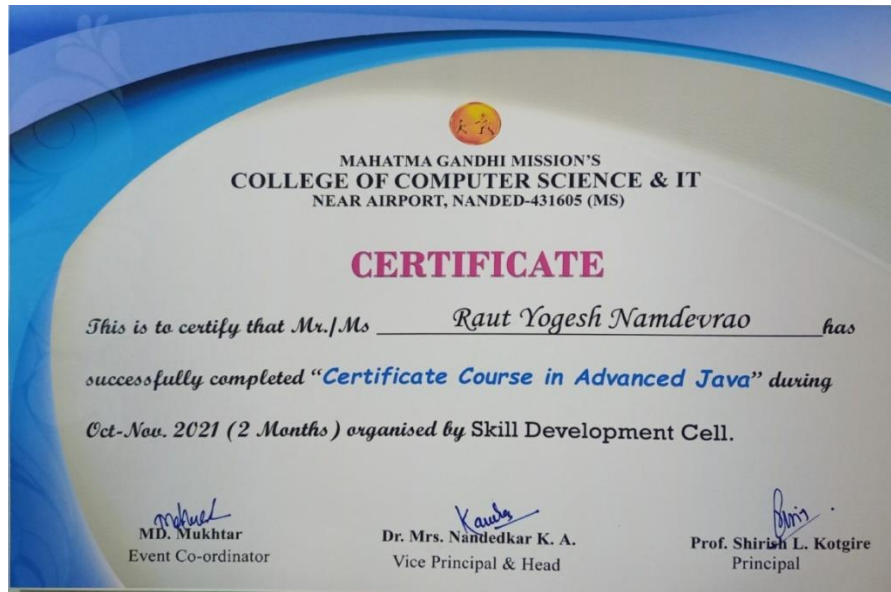 MAHATMA GANDHI MISSION'S
COLLEGE OF COMPUTER SCIENCE & IT
NEAR AIRPORT, NANDED-431605 (MS)
CERTIFICATE
This is to certify that Mr./Ms Raut Yogesh Namdevrao has
successfully completed "Certificate Course in Advanced Java" during
Oct-Nov. 2021 (2 Months) organised by Skill Development Cell.
MD. Mukhtar Dr. Mrs. Nandedkar K. A. Prof. Shirish L. Kotgire
Event Co-ordinator Vice Principal & Head Principal